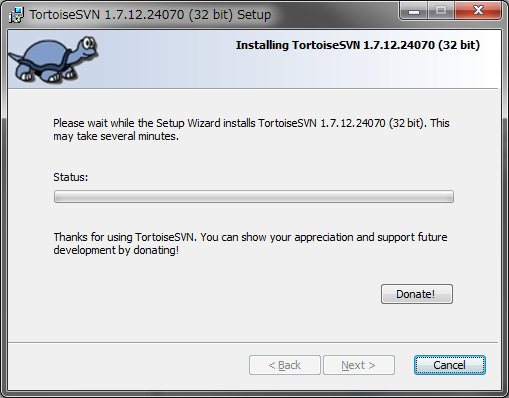 TortoiseSVN 1.7.12.24070 (32 bit) Setup
Installing TortoiseSVN 1.7.12.24070 (32 bit)
Please wait while the Setup Wizard installs TortoiseSVN 1.7.12.24070 (32 bit). This
may take several minutes.
Status:
Thanks for using TortoiseSVN. You can show your appreciation and support future
development by donating!
Donate!
< Back
Next >
Cancel